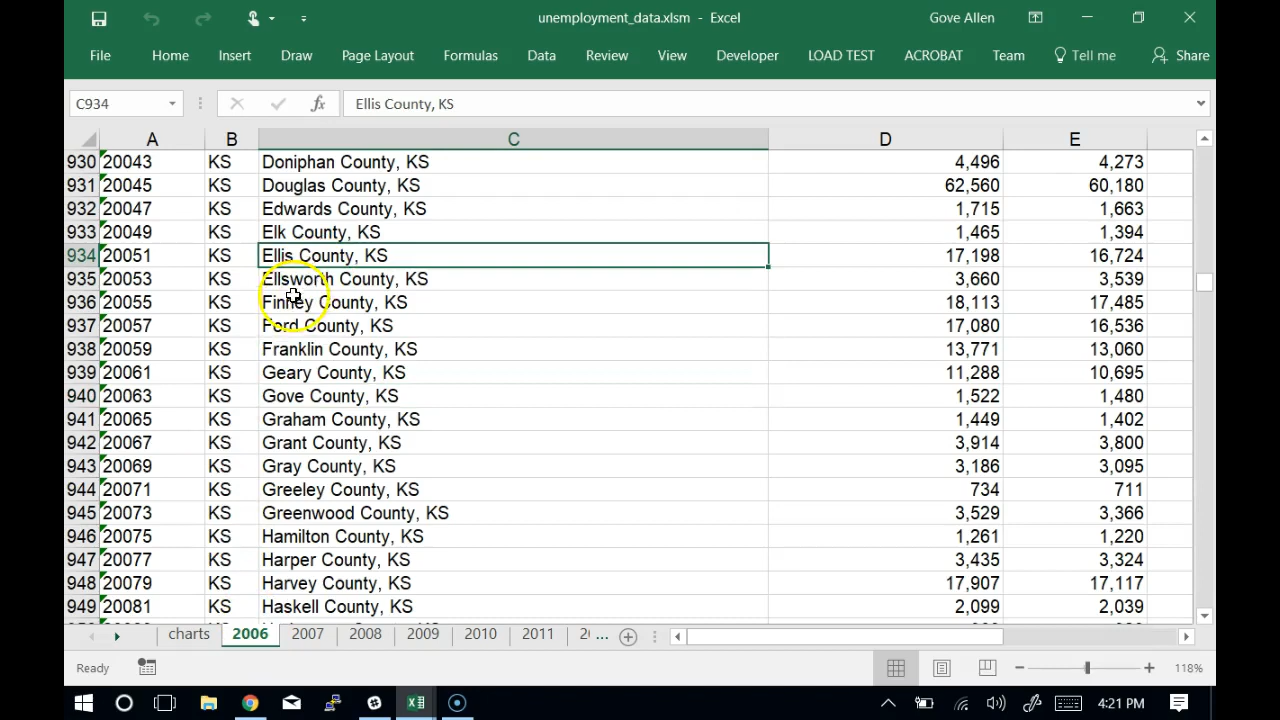 unemployment_data.xlsm - Excel
Gove Allen
File Home Insert Draw Page Layout Formulas Data Review View Developer LOAD TEST ACROBAT Team Tell me Share
C934 fx Ellis County, KS
A B C D E
930 20043 KS Doniphan County, KS 4,496 4,273
931 20045 KS Douglas County, KS 62,560 60,180
932 20047 KS Edwards County, KS 1,715 1,663
933 20049 KS Elk County, KS 1,465 1,394
934 20051 KS Ellis County, KS 17,198 16,724
935 20053 KS Ellsworth County, KS 3,660 3,539
936 20055 KS Finney County, KS 18,113 17,485
937 20057 KS Ford County, KS 17,080 16,536
938 20059 KS Franklin County, KS 13,771 13,060
939 20061 KS Geary County, KS 11,288 10,695
940 20063 KS Gove County, KS 1,522 1,480
941 20065 KS Graham County, KS 1,449 1,402
942 20067 KS Grant County, KS 3,914 3,800
943 20069 KS Gray County, KS 3,186 3,095
944 20071 KS Greeley County, KS 734 711
945 20073 KS Greenwood County, KS 3,529 3,366
946 20075 KS Hamilton County, KS 1,261 1,220
947 20077 KS Harper County, KS 3,435 3,324
948 20079 KS Harvey County, KS 17,907 17,117
949 20081 KS Haskell County, KS 2,099 2,039
charts 2006 2007 2008 2009 2010 2011 ...
Ready 118%
4:21 PM